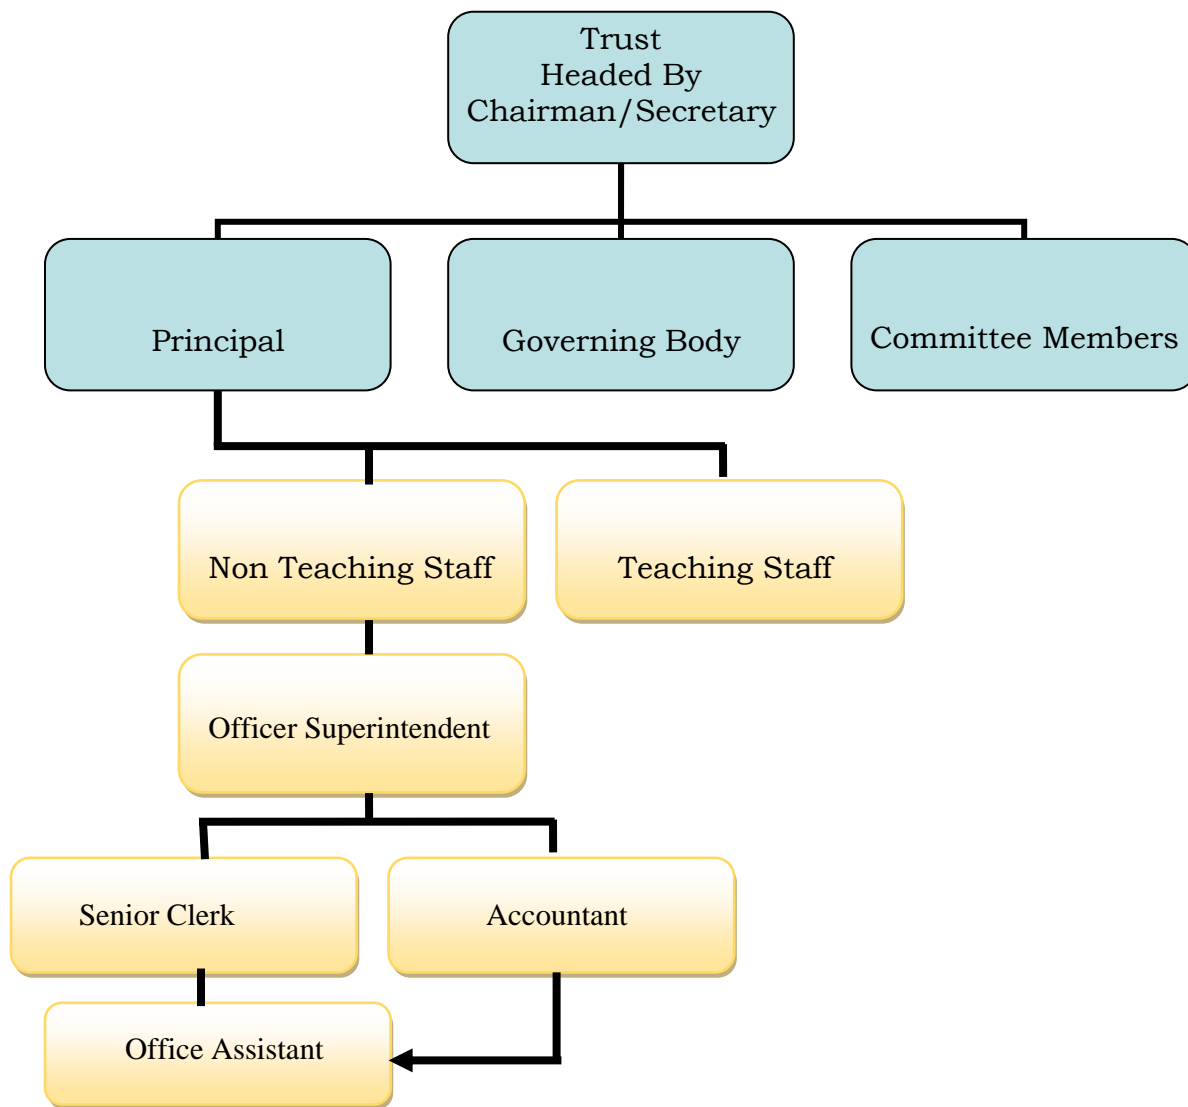 Trust
Headed By
Chairman/Secretary
Principal
Governing Body
Committee Members
Non Teaching Staff
Teaching Staff
Officer Superintendent
Senior Clerk
Accountant
Office Assistant